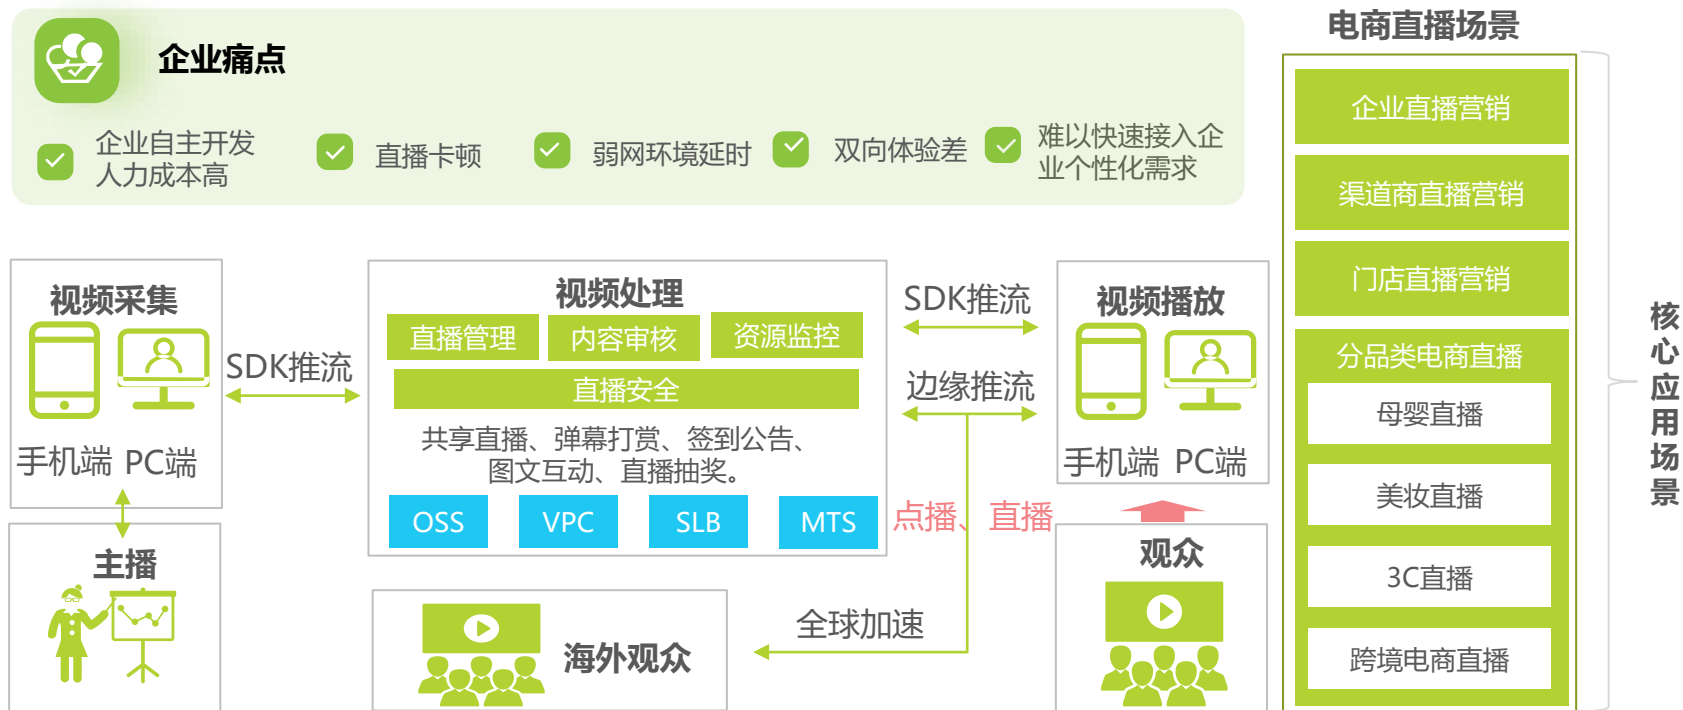 企业痛点
企业自主开发
人力成本高
直播卡顿
弱网环境延时
双向体验差
难以快速接入企
业个性化需求
视频采集
手机端 PC端
SDK推流
主播
视频处理
直播管理
内容审核
资源监控
直播安全
共享直播、弹幕打赏、签到公告、
图文互动、直播抽奖。
OSS
VPC
SLB
MTS
SDK推流
边缘推流
点播、直播
全球加速
海外观众
视频播放
手机端 PC端
观众
电商直播场景
企业直播营销
渠道商直播营销
门店直播营销
分品类电商直播
母婴直播
美妆直播
3C直播
跨境电商直播
核心应用场景